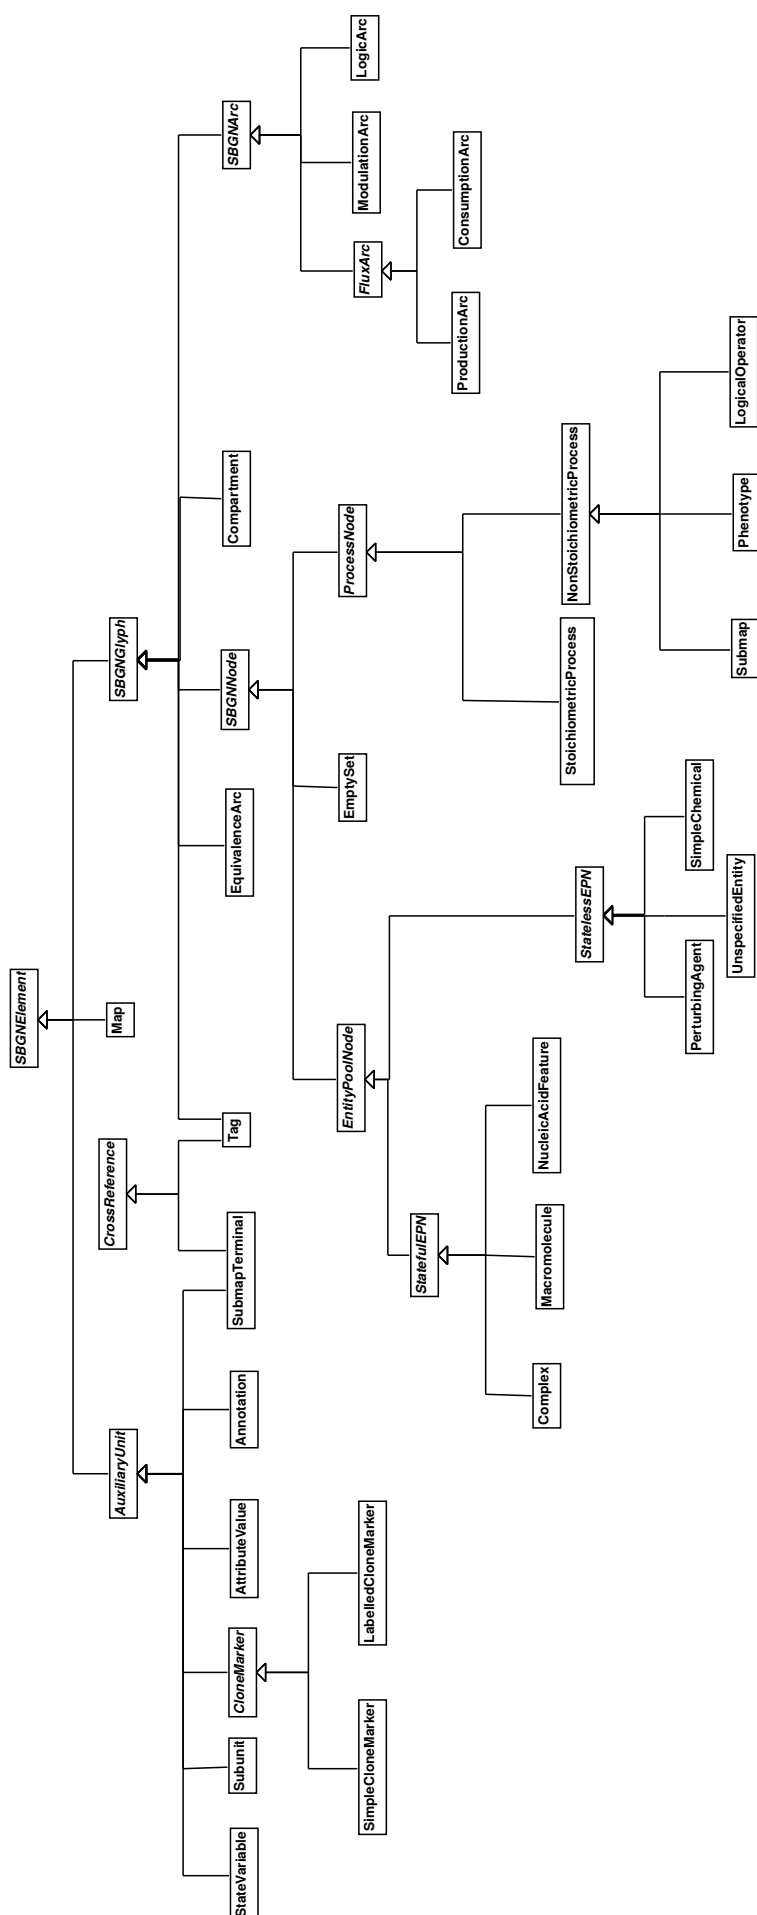 SBGNElement
AuxiliaryUnit
CrossReference
Map
SBGNGlyph
StateVariable
Subunit
CloneMarker
AttributeValue
Annotation
SubmapTerminal
Tag
EquivalenceArc
SBGNNode
Compartment
SBGNArc
SimpleCloneMarker
LabelledCloneMarker
EntityPoolNode
EmptySet
ProcessNode
FluxArc
ModulationArc
LogicArc
StatefulEPN
StatelessEPN
StoichiometricProcess
NonStoichiometricProcess
ProductionArc
ConsumptionArc
Complex
Macromolecule
NucleicAcidFeature
PerturbingAgent
UnspecifiedEntity
SimpleChemical
Submap
Phenotype
LogicalOperator